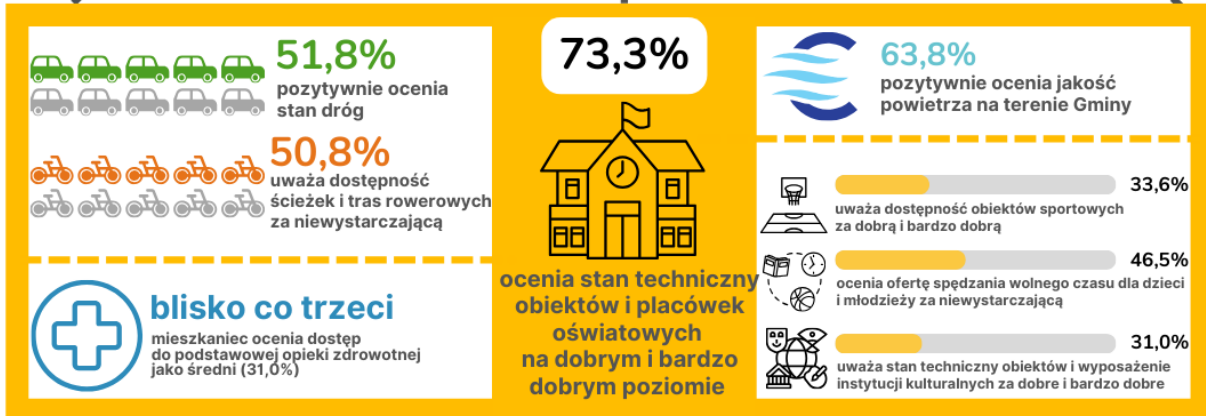 51,8%
pozytywnie ocenia
stan dróg
50,8%
uważa dostępność
ścieżek i tras rowerowych
za niewystarczającą
blisko co trzeci
mieszkaniec ocenia dostęp
do podstawowej opieki zdrowotnej
jako średni (31,0%)
73,3%
ocenia stan techniczny
obiektów i placówek
oświatowych
na dobrym i bardzo
dobrym poziomie
63,8%
pozytywnie ocenia jakość
powietrza na terenie Gminy
33,6%
uważa dostępność obiektów sportowych
za dobrą i bardzo dobrą
46,5%
ocenia ofertę spędzania wolnego czasu dla dzieci
i młodzieży za niewystarczającą
31,0%
uważa stan techniczny obiektów i wyposażenie
instytucji kulturalnych za dobre i bardzo dobre